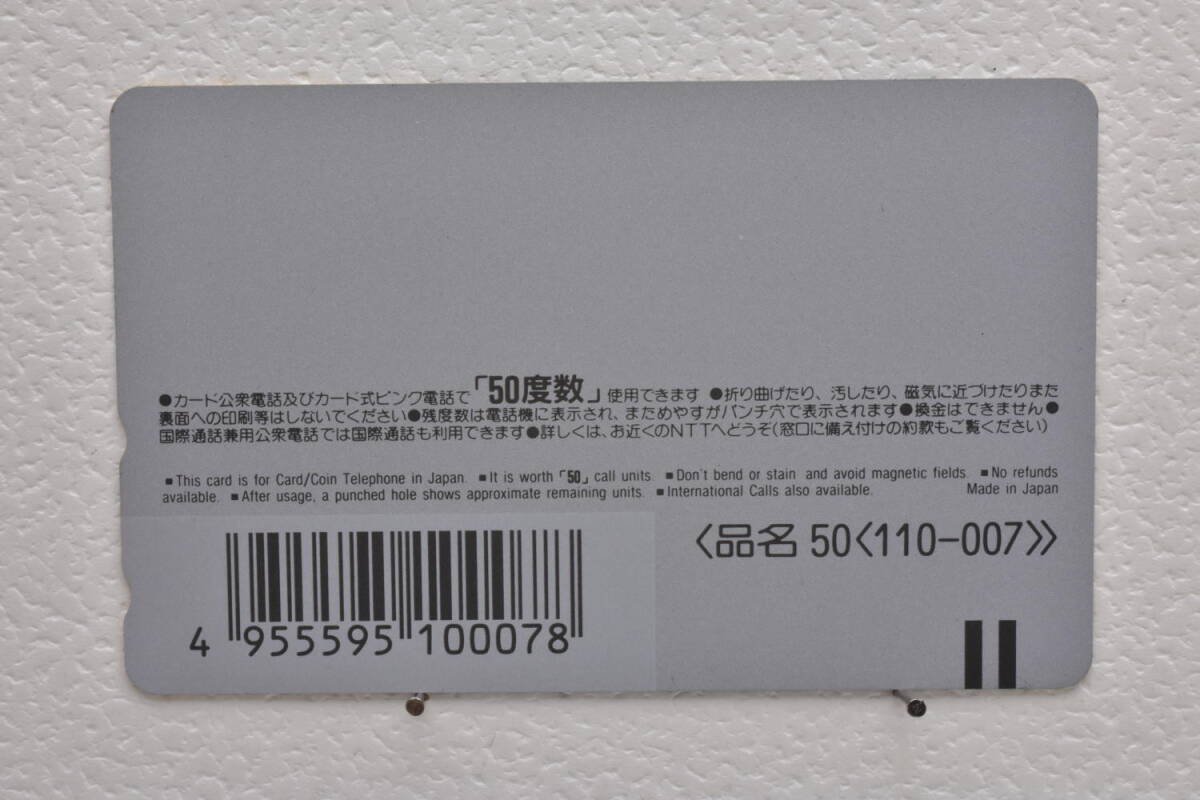 ●カード公衆電話及びカード式ピンク電話で「50度数」使用できます ●折り曲げたり、汚したり、磁気に近づけたりまた
裏面への印刷等はしないでください●残度数は電話機に表示され、まためやすがパンチ穴で表示されます●換金はできません●
国際通話兼用公衆電話では国際通話も利用できます●詳しくは、お近くのNTTへどうぞ(窓口に備え付けの約款もご覧ください)
■This card is for Card/Coin Telephone in Japan. ■It is worth「50」call units. ■Don't bend or stain and avoid magnetic fields. ■No refunds
available. ■After usage, a punched hole shows approximate remaining units. ■International Calls also available. Made in Japan
〈品名 50〈110-007〉〉
4 955595 100078